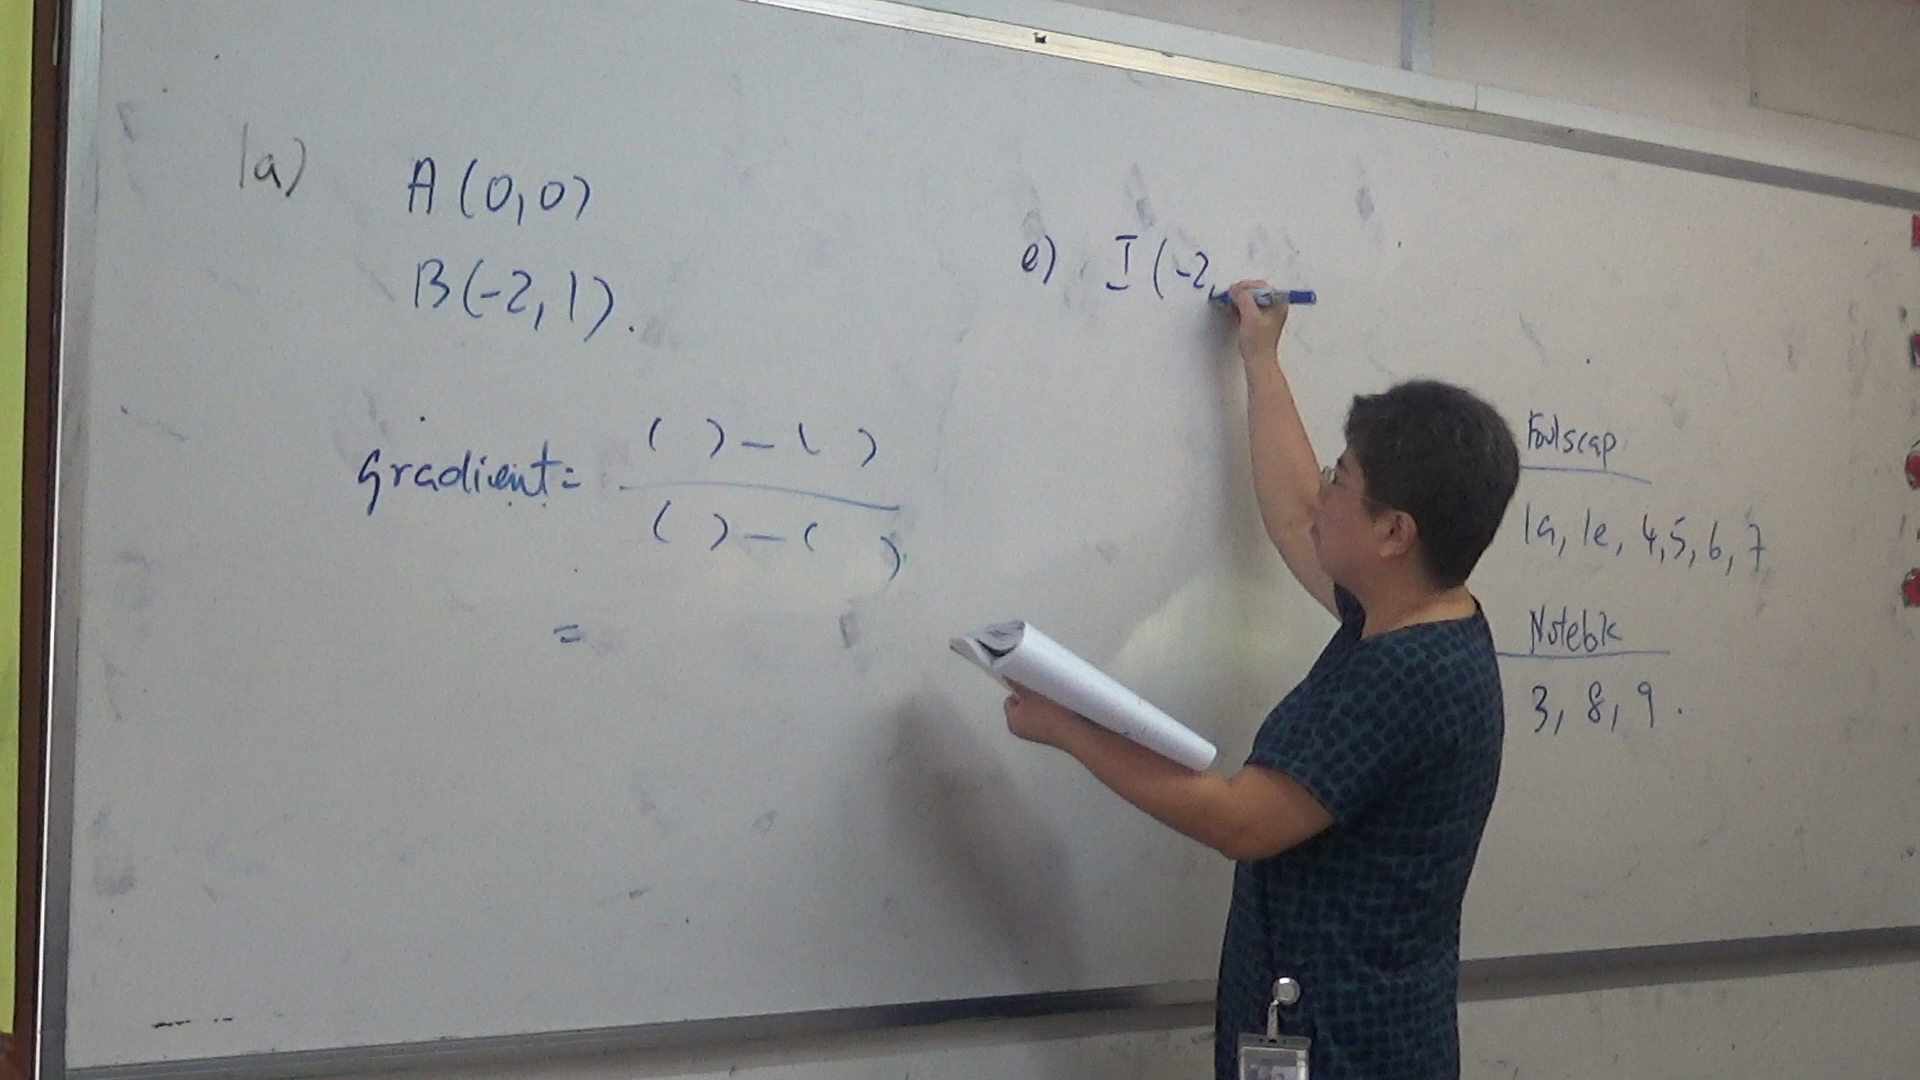 1a)
A (0,0)
B (-2, 1).
gradient = ( ) - ( )
( ) - ( )
=
e) I (-2,
Foolscap
1a, 1e, 4, 5, 6, 7
Notebk
3, 8, 9.